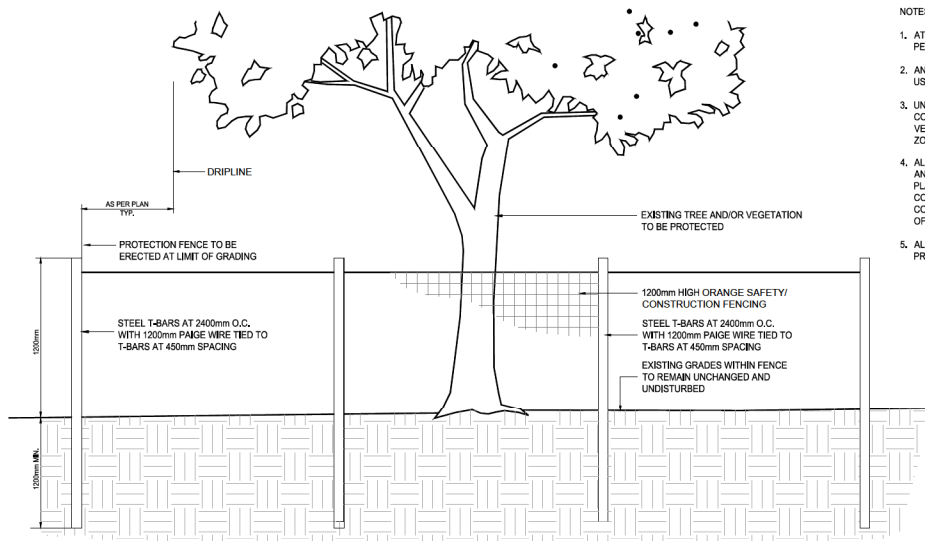 NOTES
1. AT
PE
2. AN
US
3. UN
CO
VE
ZO
4. AL
AN
PL
CO
CO
OF
5. AL
PR
DRIPLINE
AS PER PLAN
TYP.
PROTECTION FENCE TO BE
ERECTED AT LIMIT OF GRADING
EXISTING TREE AND/OR VEGETATION
TO BE PROTECTED
1200mm HIGH ORANGE SAFETY/
CONSTRUCTION FENCING
STEEL T-BARS AT 2400mm O.C.
WITH 1200mm PAIGE WIRE TIED TO
T-BARS AT 450mm SPACING
STEEL T-BARS AT 2400mm O.C.
WITH 1200mm PAIGE WIRE TIED TO
T-BARS AT 450mm SPACING
EXISTING GRADES WITHIN FENCE
TO REMAIN UNCHANGED AND
UNDISTURBED
1200mm
1200mm MIN.